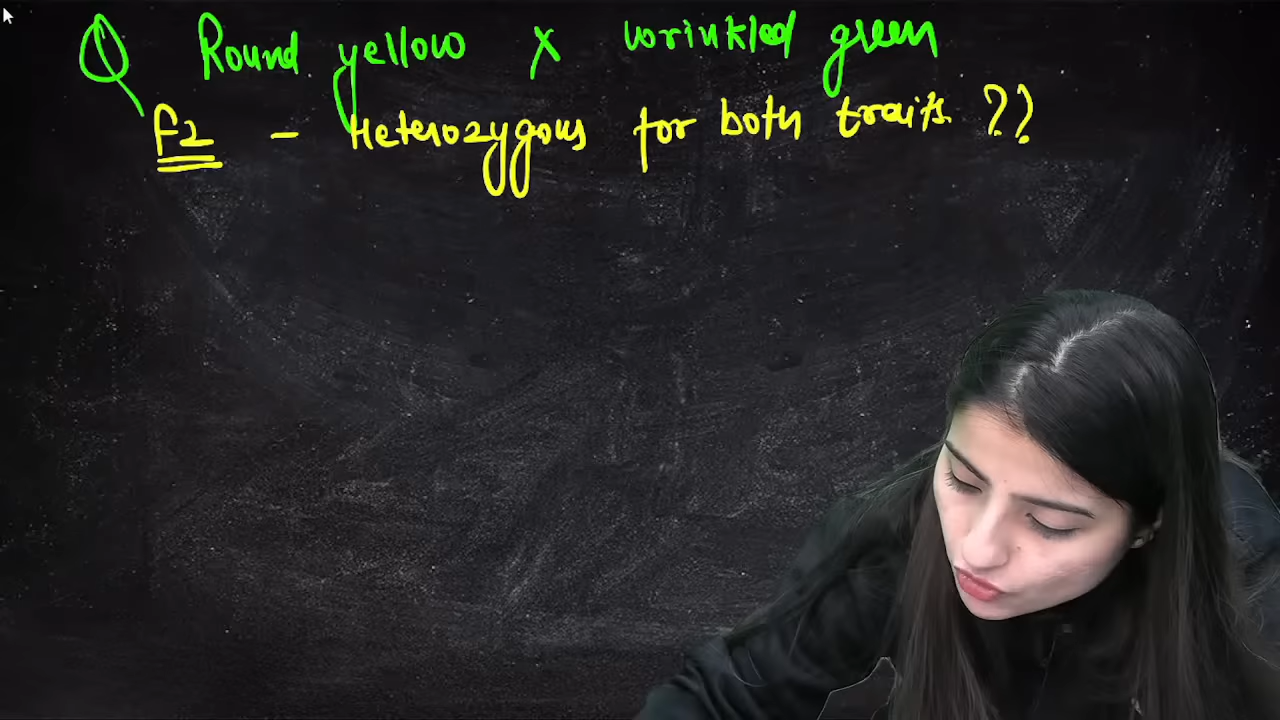 Q Round yellow x wrinkled green
F2 - Heterozygous for both traits ??